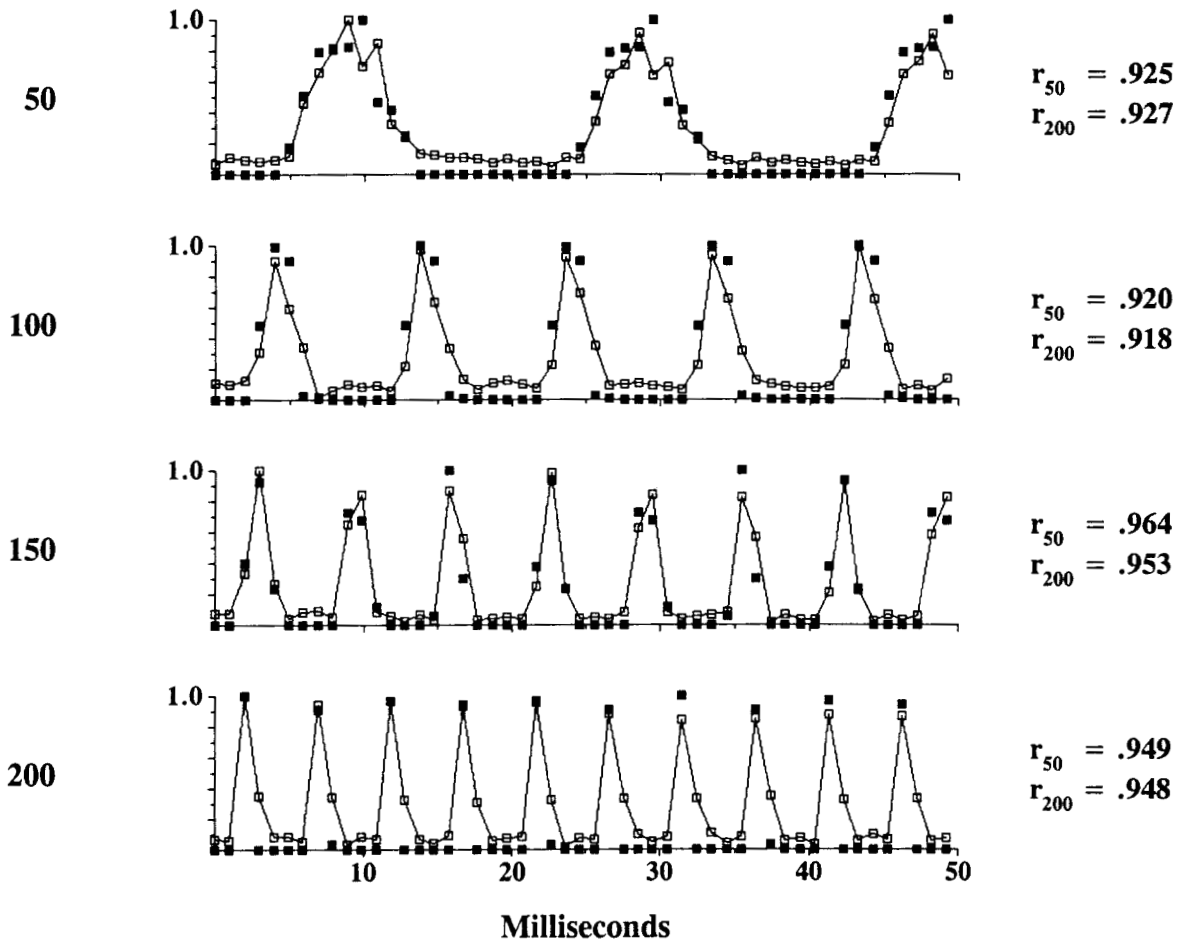 1.0
50
r50 = .925
r200 = .927
1.0
100
r50 = .920
r200 = .918
1.0
150
r50 = .964
r200 = .953
1.0
200
r50 = .949
r200 = .948
10 20 30 40 50
Milliseconds